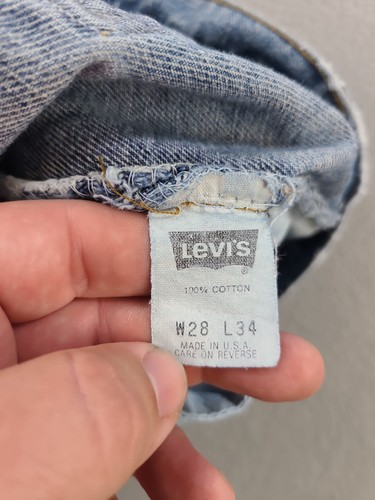 Levi's
®
100% COTTON
W28 L34
MADE IN U.S.A.
CARE ON REVERSE